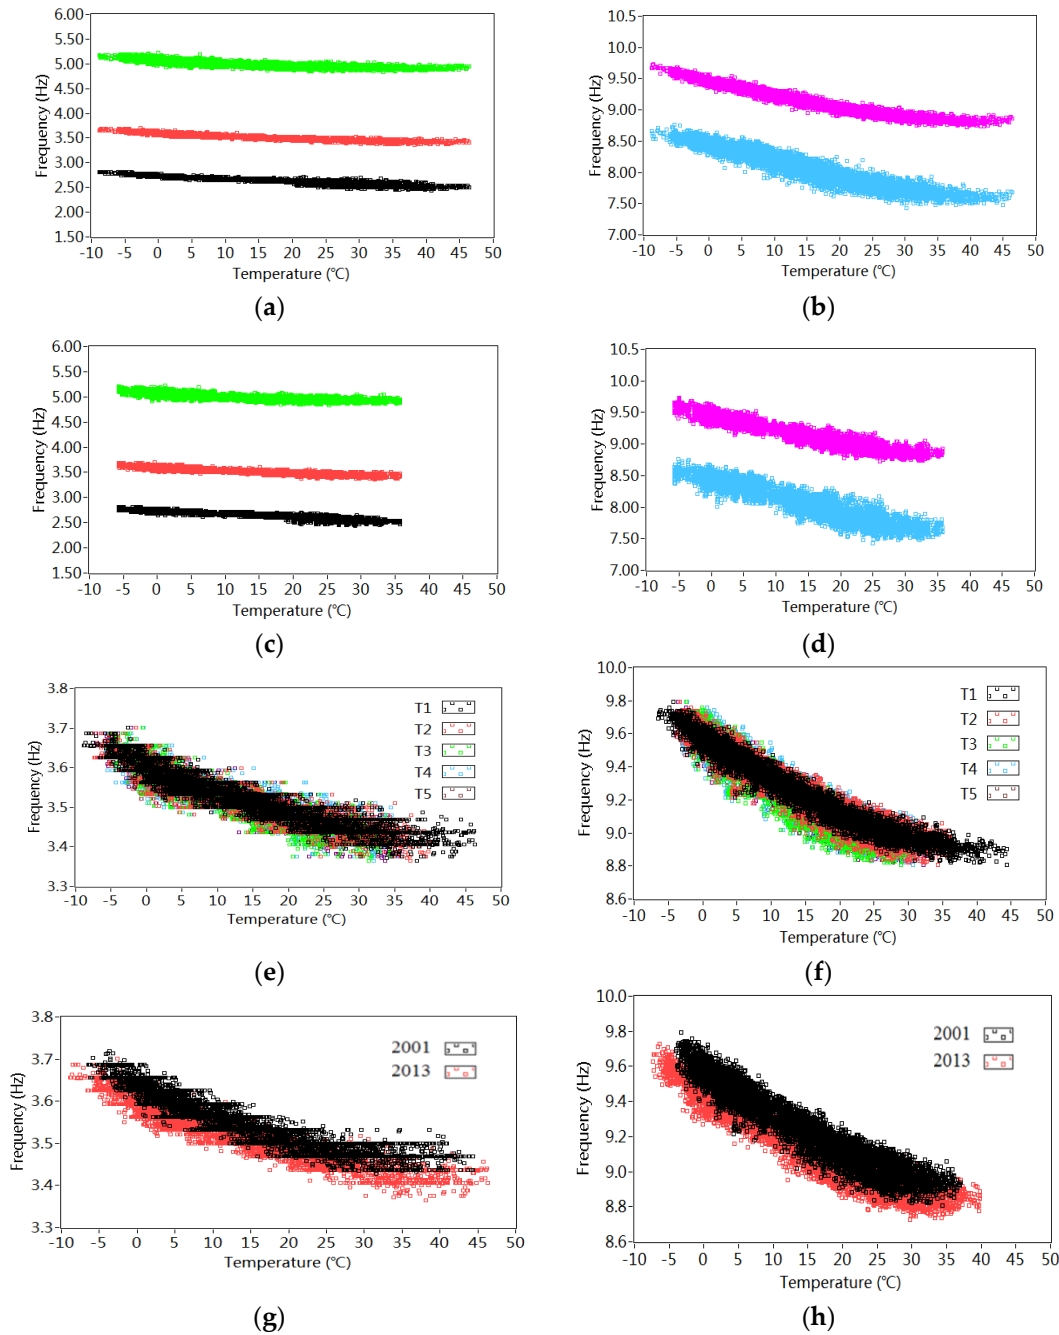 6.00
5.50
5.00
4.50
4.00
3.50
3.00
2.50
2.00
1.50
Frequency (Hz)
-10 -5 0 5 10 15 20 25 30 35 40 45 50
Temperature (℃)
(a)
10.5
10.0
9.50
9.00
8.50
8.00
7.50
7.00
Frequency (Hz)
-10 -5 0 5 10 15 20 25 30 35 40 45 50
Temperature (℃)
(b)
6.00
5.50
5.00
4.50
4.00
3.50
3.00
2.50
2.00
1.50
Frequency (Hz)
-10 -5 0 5 10 15 20 25 30 35 40 45 50
Temperature (℃)
(c)
10.5
10.0
9.50
9.00
8.50
8.00
7.50
7.00
Frequency (Hz)
-10 -5 0 5 10 15 20 25 30 35 40 45 50
Temperature (℃)
(d)
3.8
3.7
3.6
3.5
3.4
3.3
Frequency (Hz)
T1
T2
T3
T4
T5
-10 -5 0 5 10 15 20 25 30 35 40 45 50
Temperature (℃)
(e)
10.0
9.8
9.6
9.4
9.2
9.0
8.8
8.6
Frequency (Hz)
T1
T2
T3
T4
T5
-10 -5 0 5 10 15 20 25 30 35 40 45 50
Temperature (℃)
(f)
3.8
3.7
3.6
3.5
3.4
3.3
Frequency (Hz)
2001
2013
-10 -5 0 5 10 15 20 25 30 35 40 45 50
Temperature (℃)
(g)
10.0
9.8
9.6
9.4
9.2
9.0
8.8
8.6
Frequency (Hz)
2001
2013
-10 -5 0 5 10 15 20 25 30 35 40 45 50
Temperature (℃)
(h)